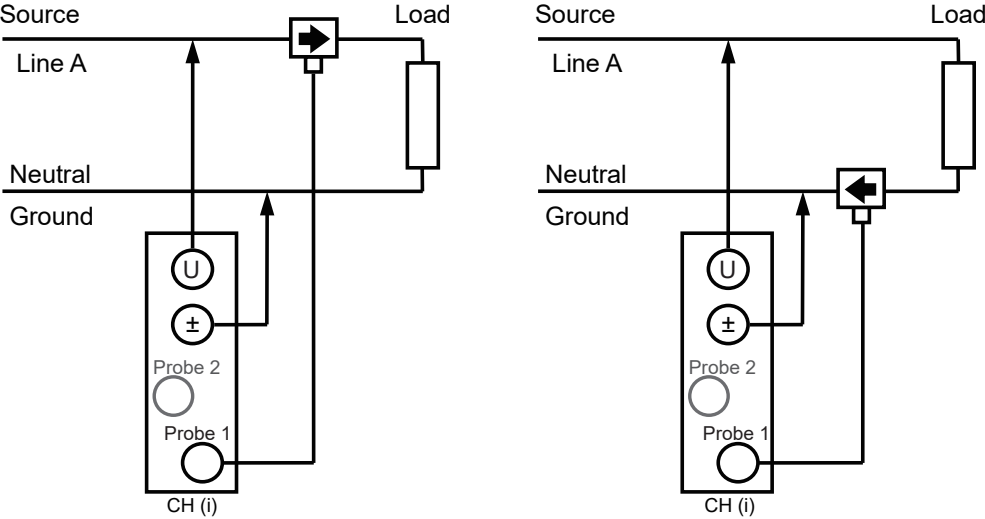 Source
Load
Line A
Neutral
Ground
U
±
Probe 2
Probe 1
CH (i)
Source
Load
Line A
Neutral
Ground
U
±
Probe 2
Probe 1
CH (i)